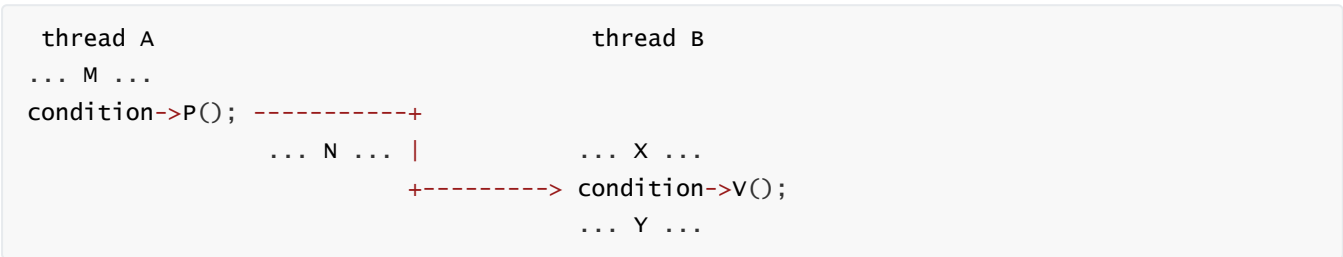 thread A                                 thread B
... M ...
condition->P(); -----------+
                ... N ... |            ... X ...
                          +---------> condition->V();
                                       ... Y ...